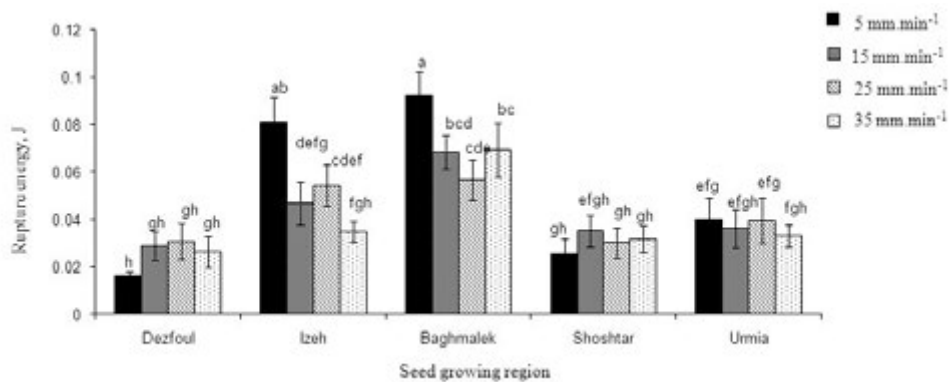 5 mm.min⁻¹
15 mm.min⁻¹
25 mm.min⁻¹
35 mm.min⁻¹
Rupture energy, J
0.12
0.1
0.08
0.06
0.04
0.02
0
h
gh
gh
gh
ab
defg
cdef
fgh
a
bcd
cde
bc
gh
efgh
gh
gh
efg
efgh
efg
fgh
Dezfoul
Izeh
Baghmalek
Shoshtar
Urmia
Seed growing region